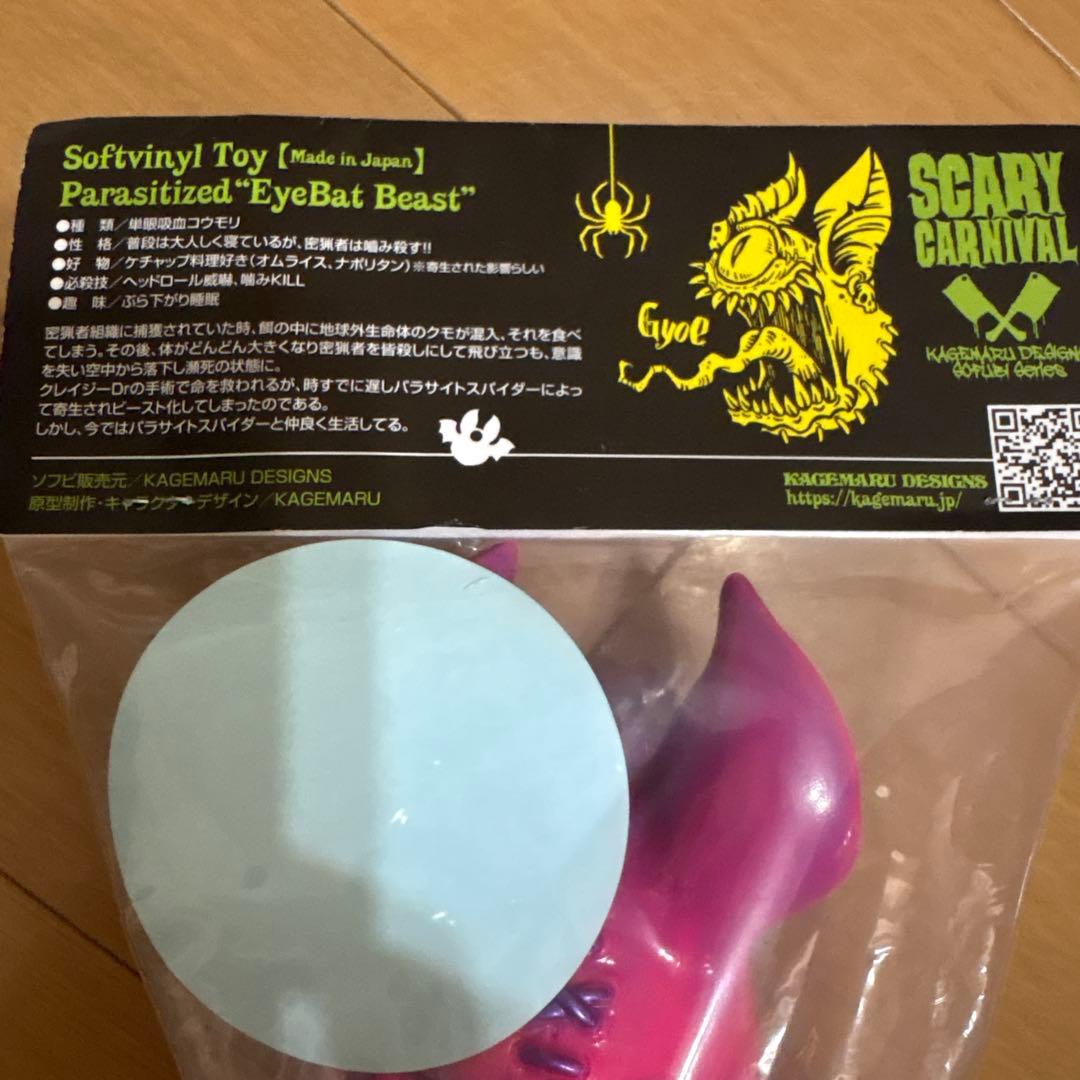 Softvinyl Toy【Made in Japan】
Parasitized "EyeBat Beast"
●種　類／単眼吸血コウモリ
●性　格／普段は大人しく寝ているが、密猟者は嚙み殺す!!
●好　物／ケチャップ料理好き（オムライス、ナポリタン）※寄生された影響らしい
●必殺技／ヘッドロール威嚇、嚙みKILL
●趣　味／ぶら下がり睡眠
密猟者組織に捕獲されていた時、餌の中に地球外生命体のクモが混入、それを食べ
てしまう。その後、体がどんどん大きくなり密猟者を皆殺しにして飛び立つも、意識
を失い空中から落下し瀕死の状態に。
クレイジーDrの手術で命を救われるが、時すでに遅しパラサイトスパイダーによっ
て寄生されビースト化してしまったのである。
しかし、今ではパラサイトスパイダーと仲良く生活してる。
ソフビ販売元／KAGEMARU DESIGNS
原型制作・キャラクターデザイン／KAGEMARU
Gyoe
SCARY
CARNIVAL
KAGEMARU DESIGN
SOFUBI Series
KAGEMARU DESIGNS
https://kagemaru.jp/